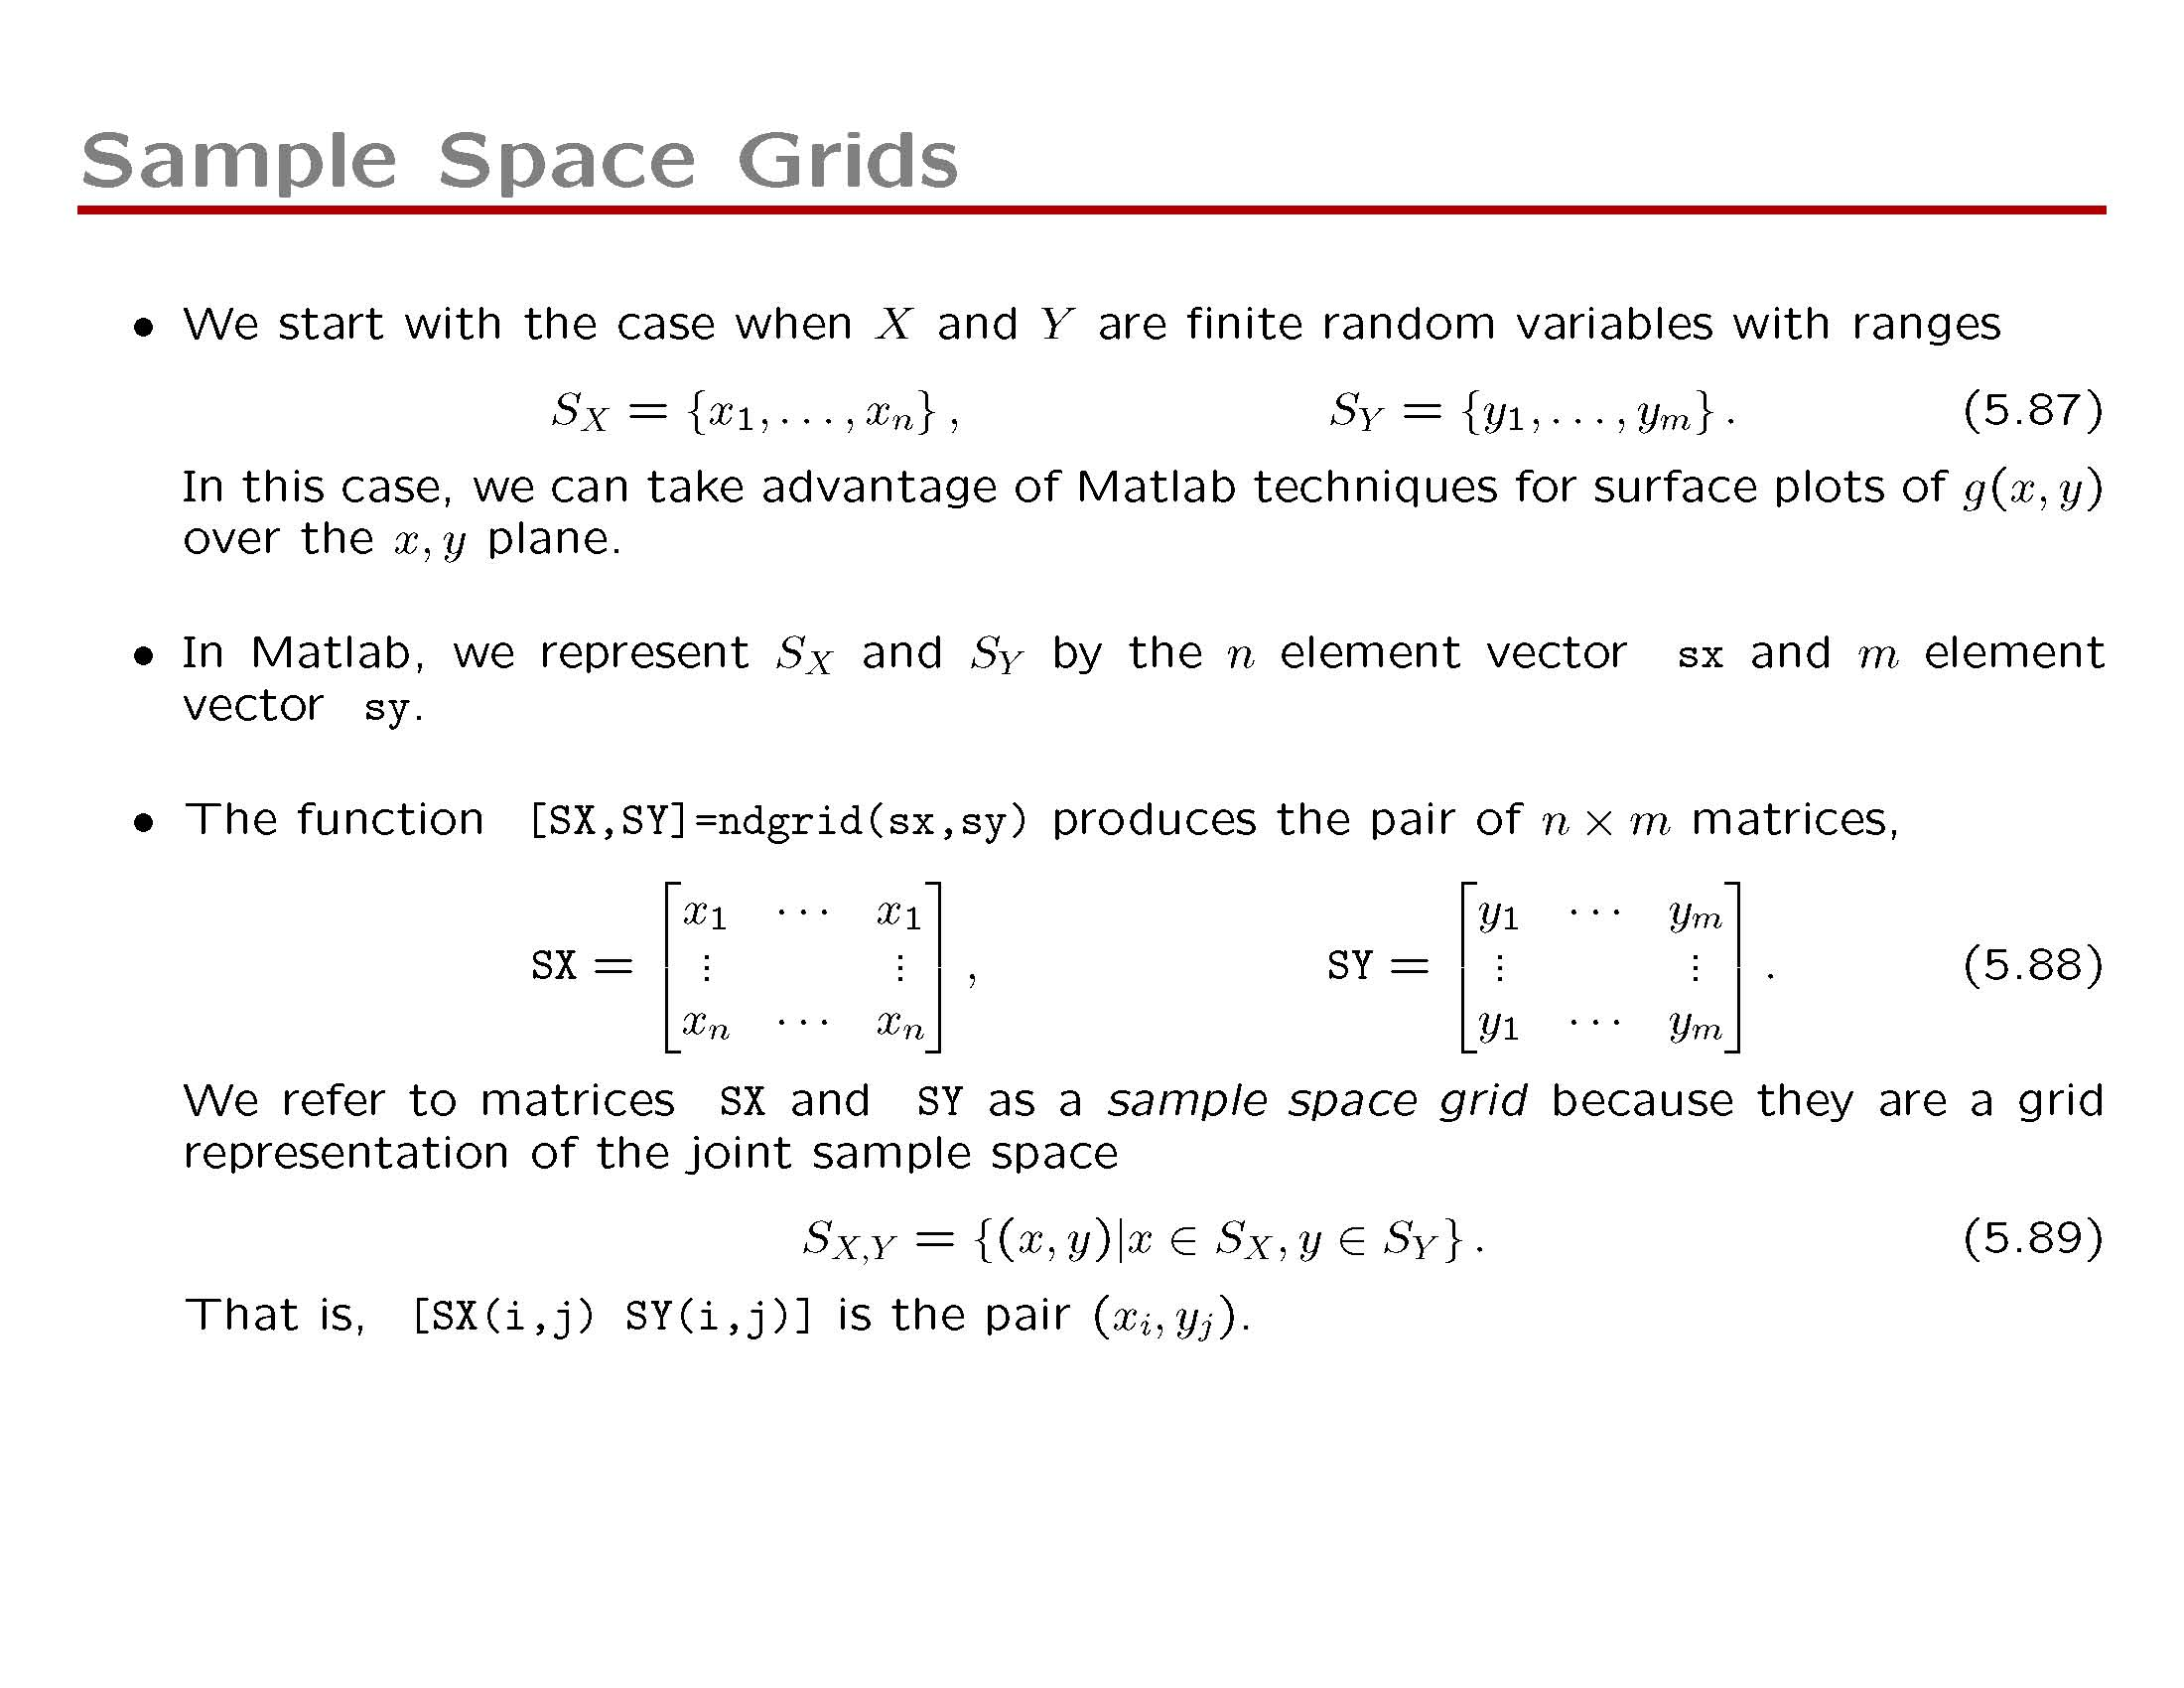 Sample Space Grids
• We start with the case when X and Y are finite random variables with ranges
S_X = {x_1, . . . , x_n} , S_Y = {y_1, . . . , y_m} . (5.87)
In this case, we can take advantage of Matlab techniques for surface plots of g(x, y)
over the x, y plane.
• In Matlab, we represent S_X and S_Y by the n element vector sx and m element
vector sy.
• The function [SX,SY]=ndgrid(sx,sy) produces the pair of n × m matrices,
SX = [x_1 ⋯ x_1; ⋮ ⋮; x_n ⋯ x_n] , SY = [y_1 ⋯ y_m; ⋮ ⋮; y_1 ⋯ y_m] . (5.88)
We refer to matrices SX and SY as a sample space grid because they are a grid
representation of the joint sample space
S_{X,Y} = {(x, y)|x ∈ S_X, y ∈ S_Y} . (5.89)
That is, [SX(i,j) SY(i,j)] is the pair (x_i, y_j).